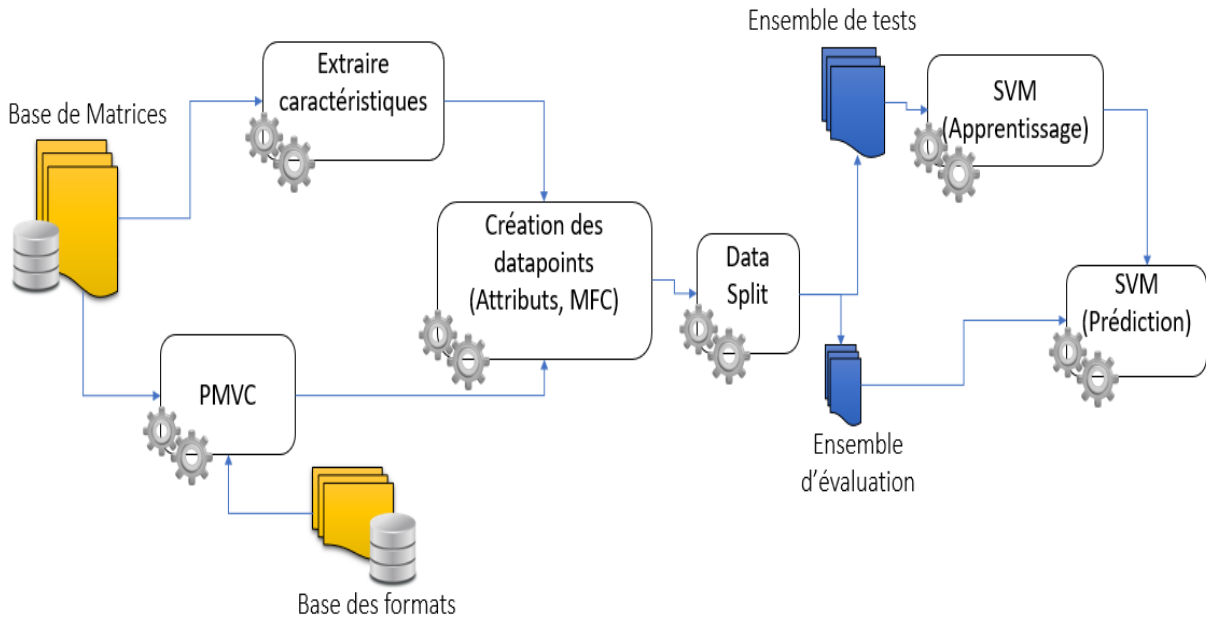 Ensemble de tests
Extraire
caractéristiques
Base de Matrices
SVM
(Apprentissage)
Création des
datapoints
(Attributs, MFC)
Data
Split
SVM
(Prédiction)
PMVC
Ensemble
d'évaluation
Base des formats